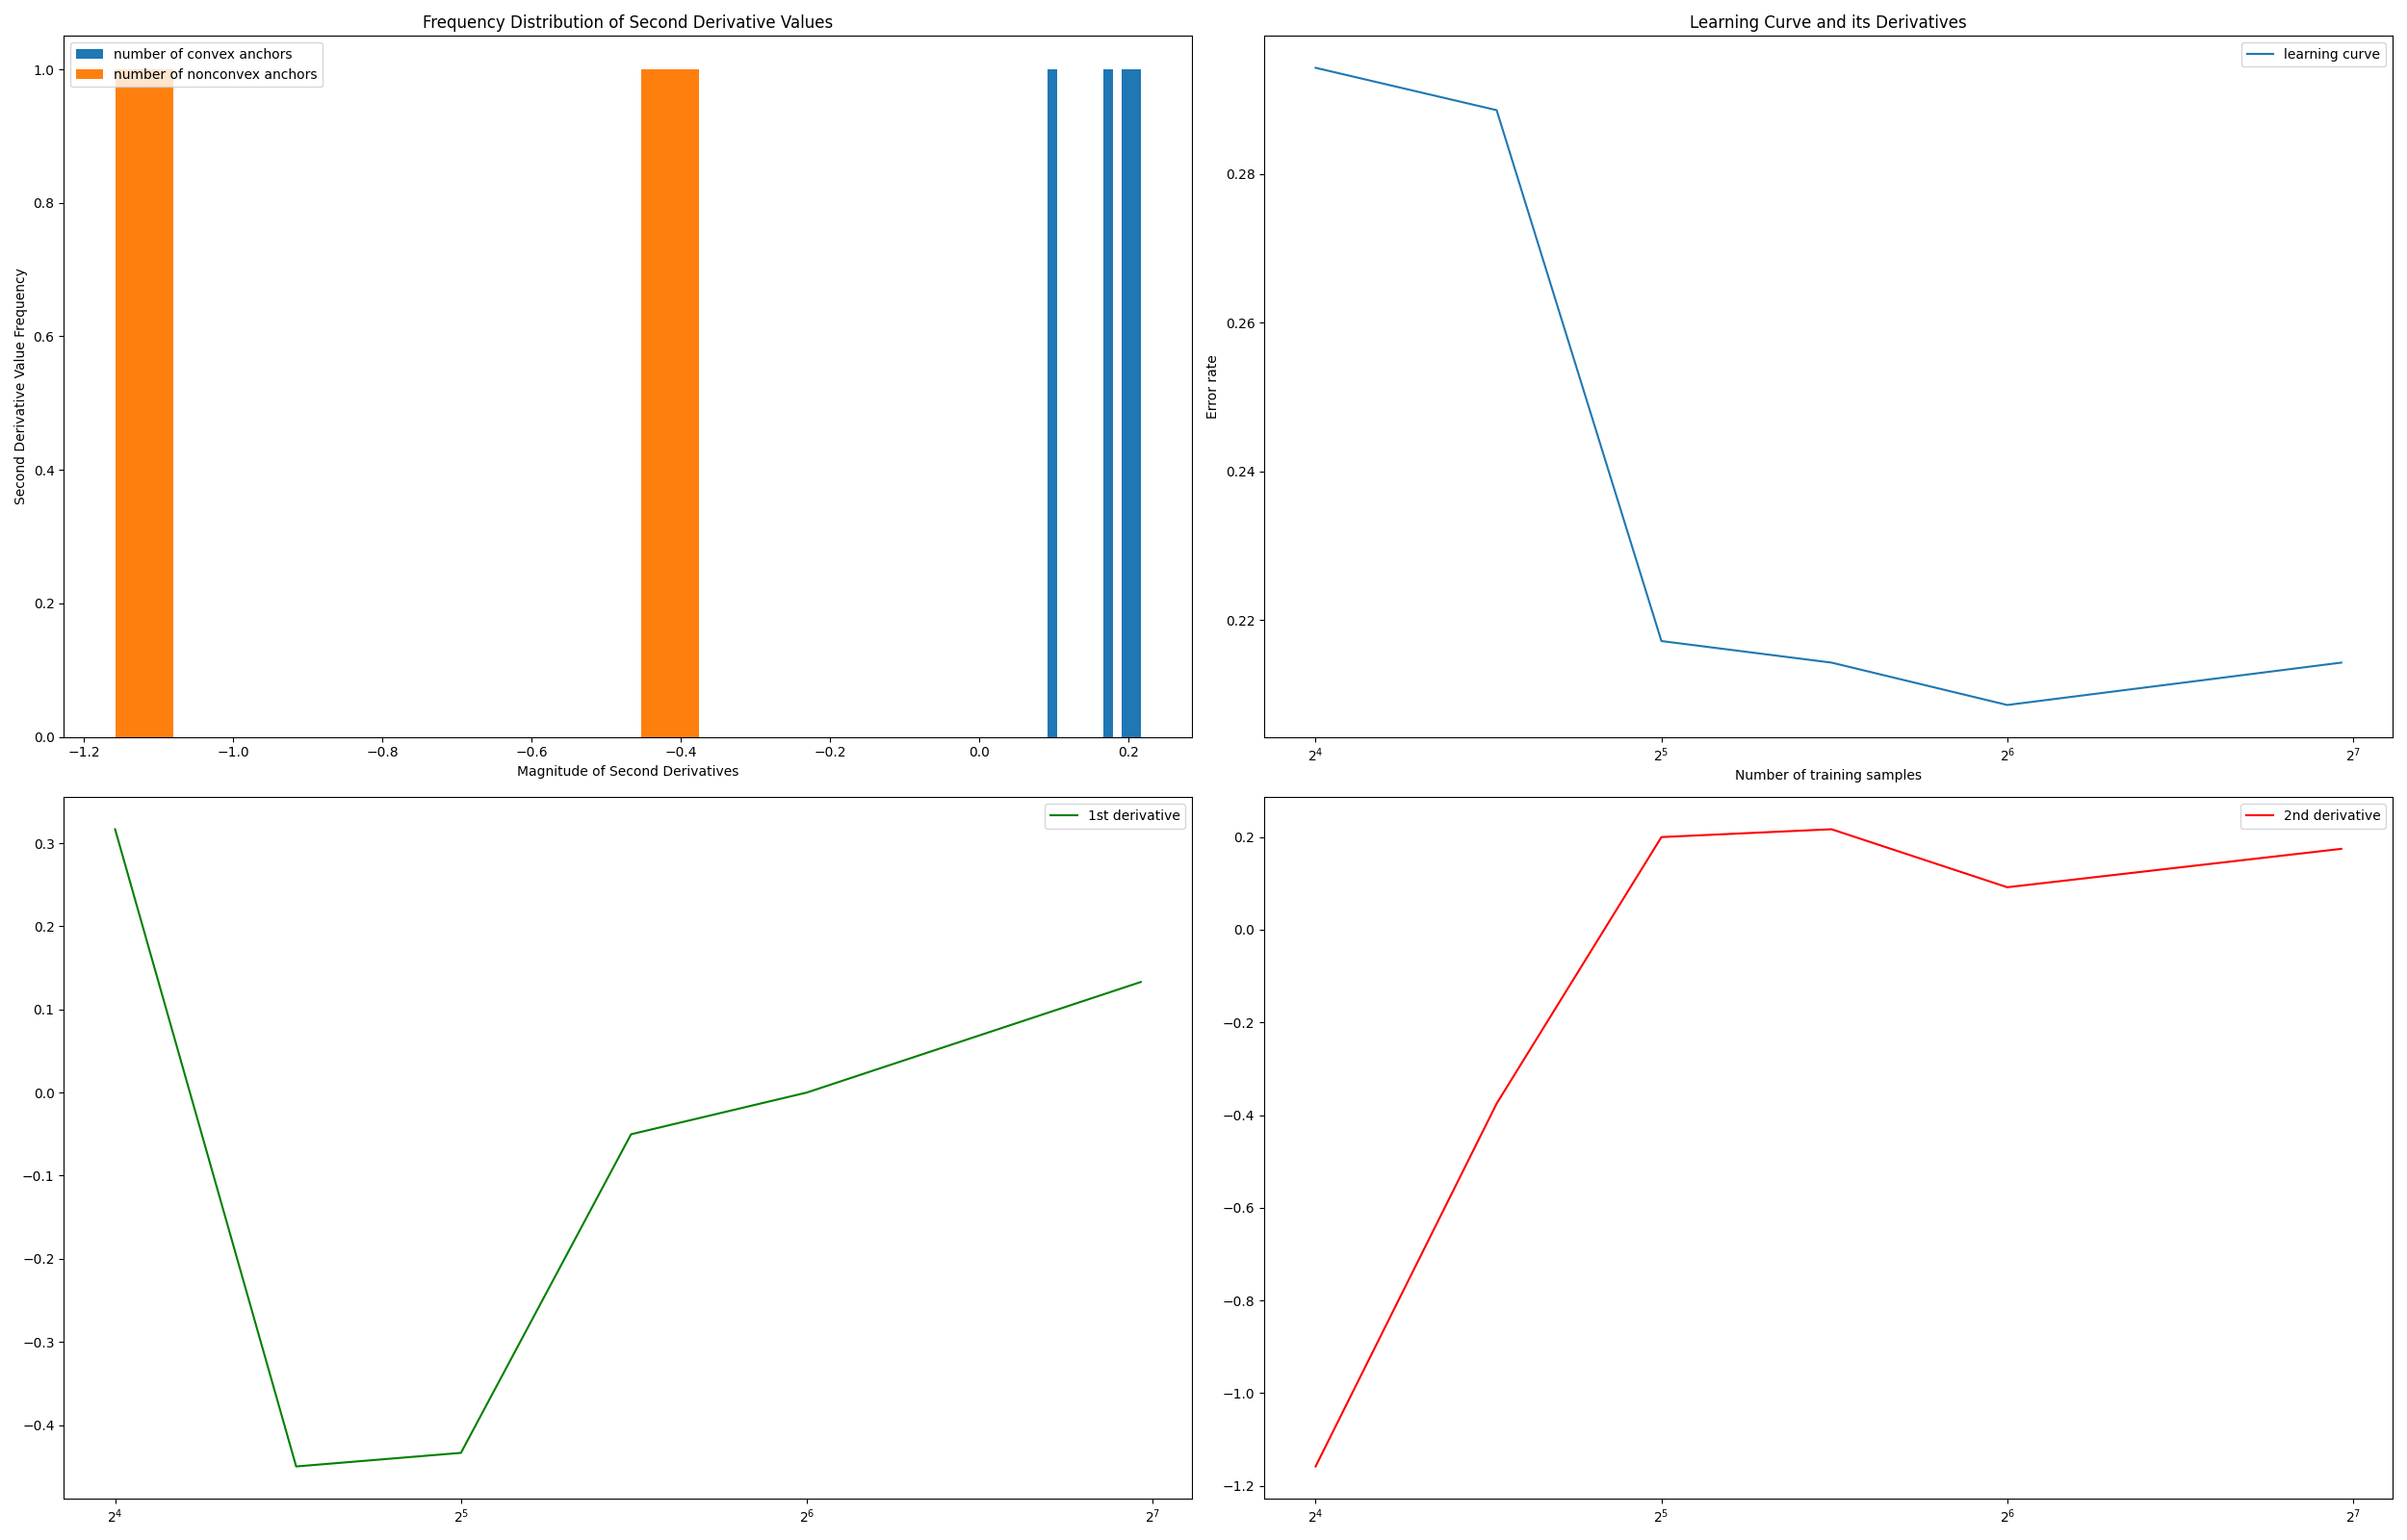 Frequency Distribution of Second Derivative Values
number of convex anchors
number of nonconvex anchors
1.0
0.8
0.6
0.4
0.2
0.0
Second Derivative Value Frequency
−1.2 −1.0 −0.8 −0.6 −0.4 −0.2 0.0 0.2
Magnitude of Second Derivatives
Learning Curve and its Derivatives
learning curve
0.28
0.26
0.24
0.22
Error rate
2⁴ 2⁵ 2⁶ 2⁷
Number of training samples
1st derivative
0.3
0.2
0.1
0.0
−0.1
−0.2
−0.3
−0.4
2⁴ 2⁵ 2⁶ 2⁷
2nd derivative
0.2
0.0
−0.2
−0.4
−0.6
−0.8
−1.0
−1.2
2⁴ 2⁵ 2⁶ 2⁷